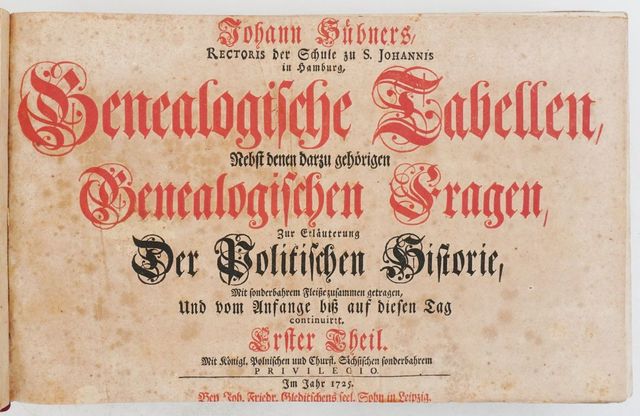 Johann Hübners,
RECTORIS der Schule zu S. JOHANNIS
in Hamburg,
Genealogische Tabellen,
Nebst denen darzu gehörigen
Genealogischen Fragen,
Zur Erläuterung
Der Politischen Historie,
Mit sonderbahrem Fleiße zusammen getragen,
Und vom Anfange biß auf diesen Tag
continuirt.
Erster Theil.
Mit Königl. Polnischen und Churfl. Sächsischen sonderbahrem
PRIVILEGIO.
Im Jahr 1725.
Bey Joh. Friedr. Gleditschens seel. Sohn in Leipzig.